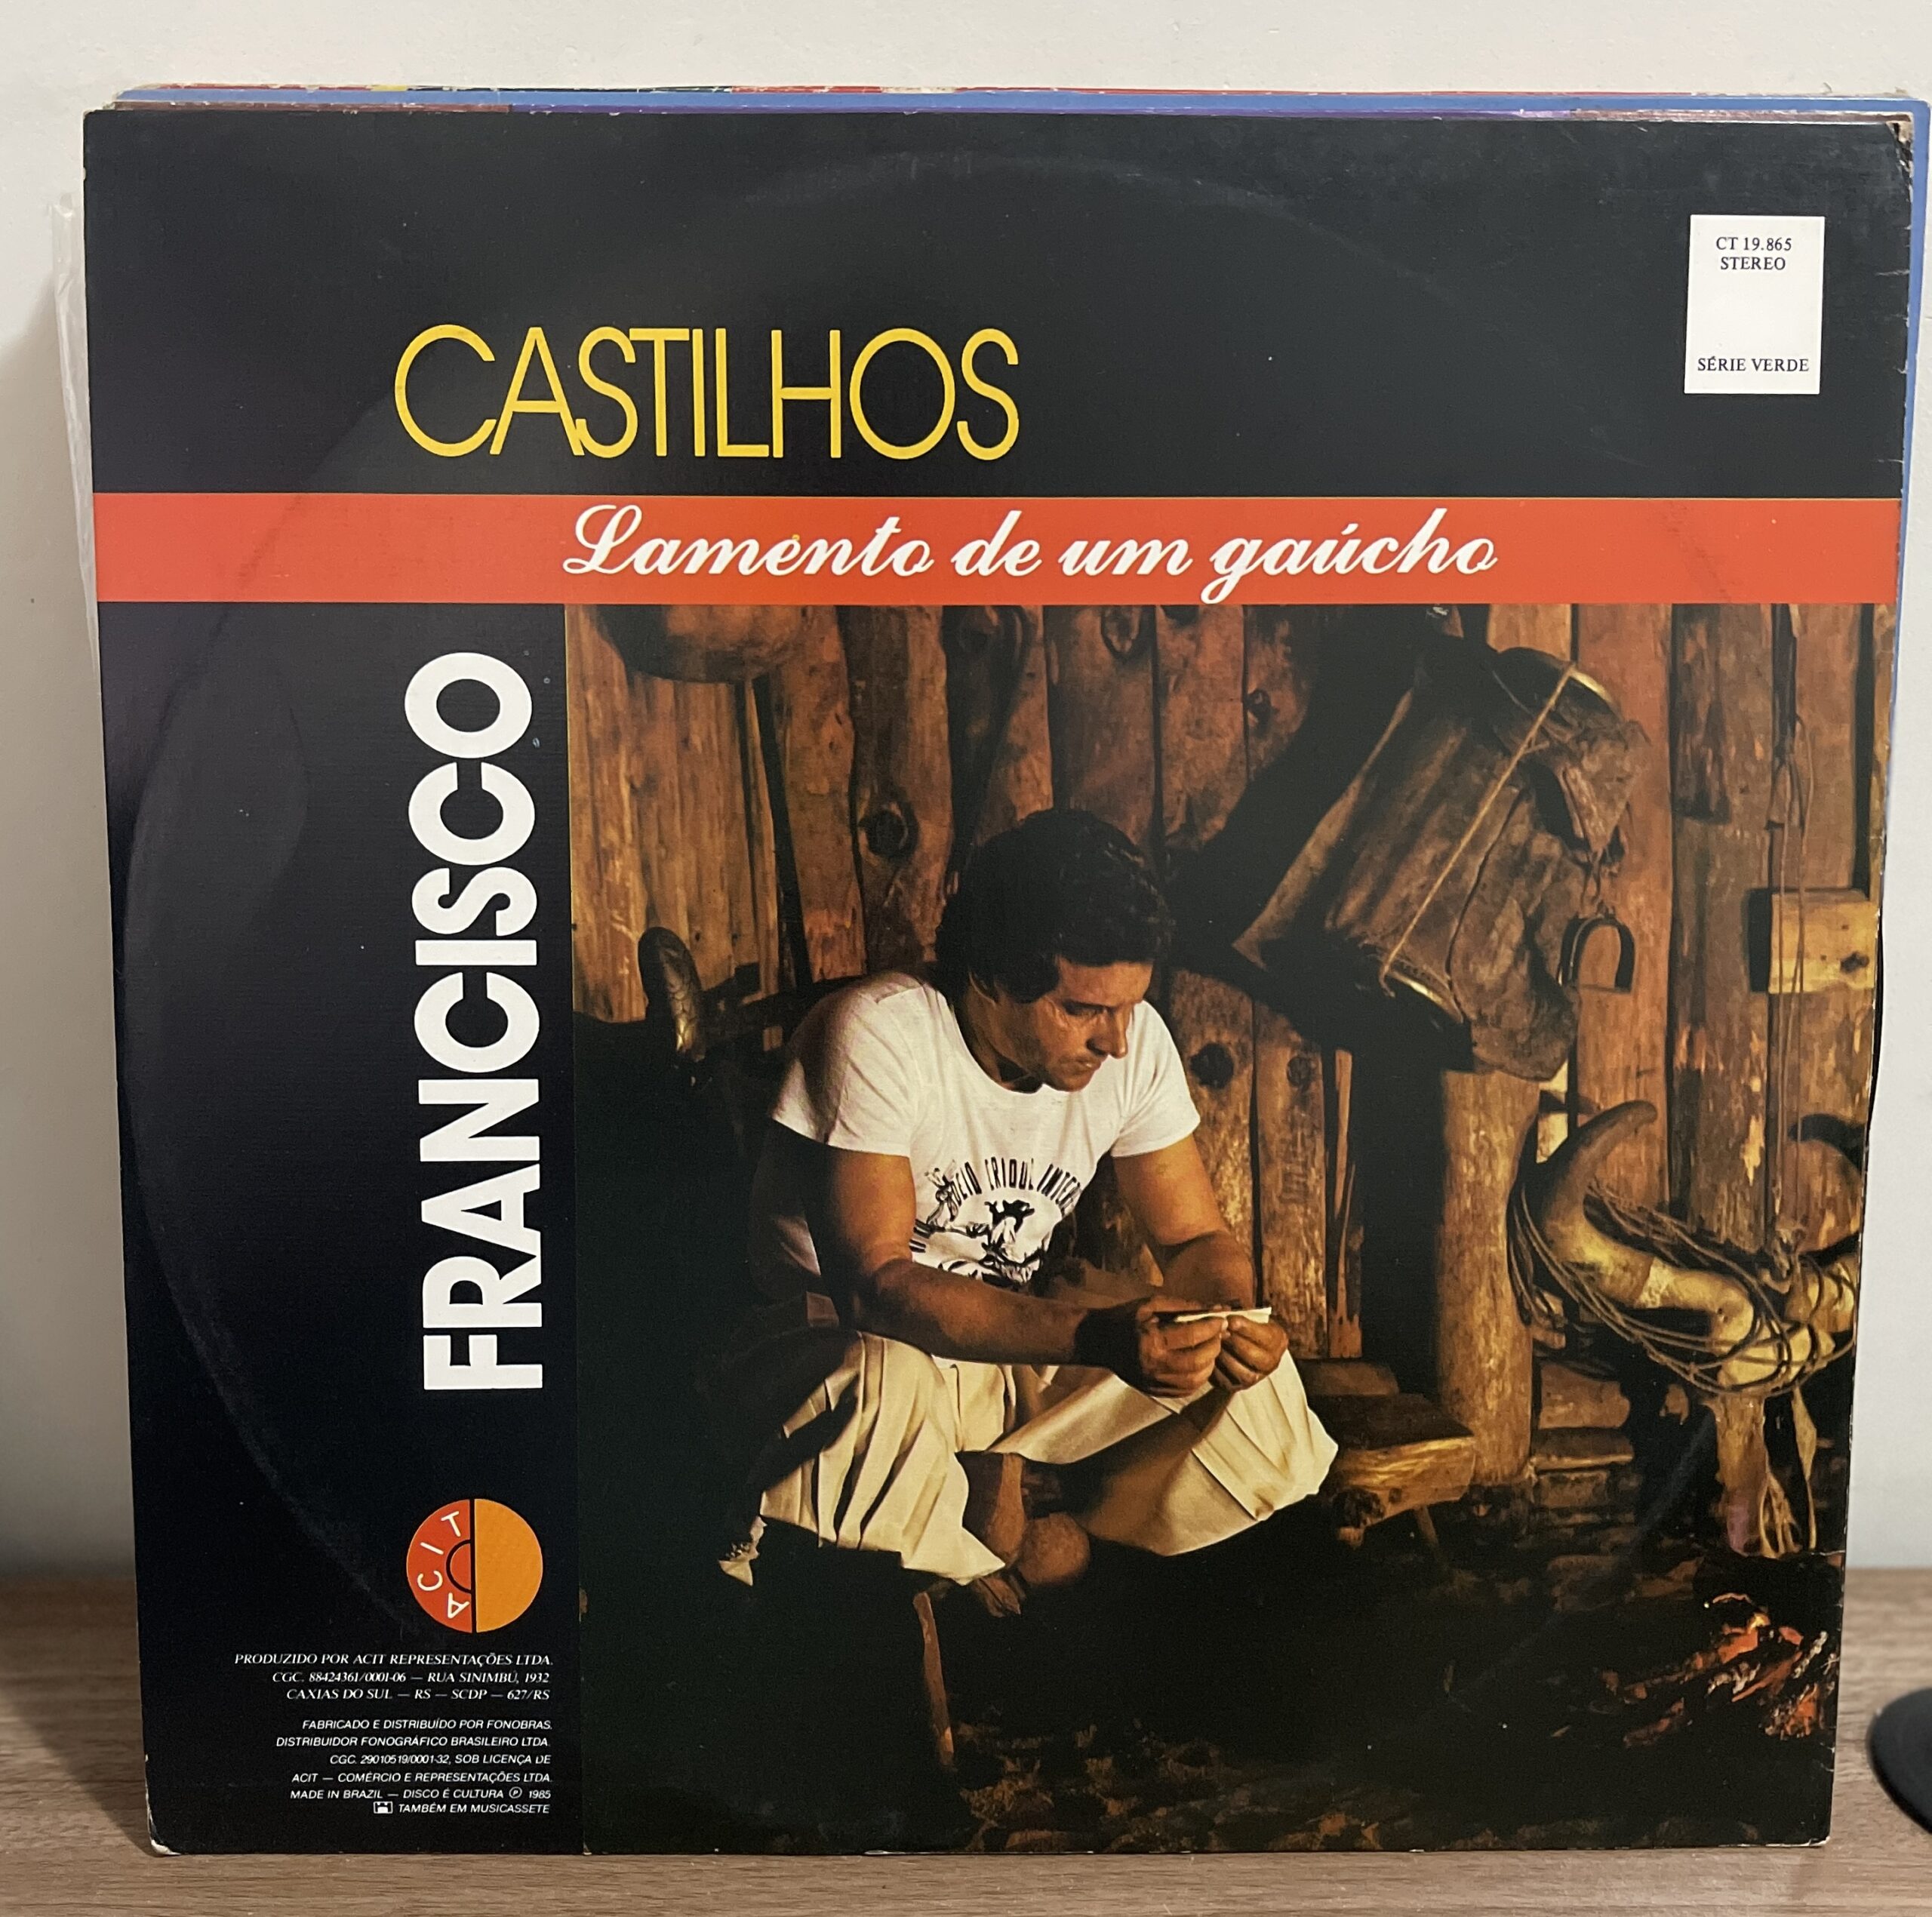 CT 19.865
STEREO
SÉRIE VERDE
CASTILHOS
Lamento de um gaúcho
FRANCISCO
DEIO CRIOUL INTER
ACIT
PRODUZIDO POR ACIT REPRESENTAÇÕES LTDA.
CGC. 88424361/0001-06 — RUA SINIMBÚ, 1932
CAXIAS DO SUL — RS — SCDP — 627/RS
FABRICADO E DISTRIBUÍDO POR FONOBRAS.
DISTRIBUIDOR FONOGRÁFICO BRASILEIRO LTDA.
CGC. 29010519/0001-32, SOB LICENÇA DE
ACIT — COMÉRCIO E REPRESENTAÇÕES LTDA.
MADE IN BRAZIL — DISCO É CULTURA Ⓟ 1985
TAMBÉM EM MUSICASSETE